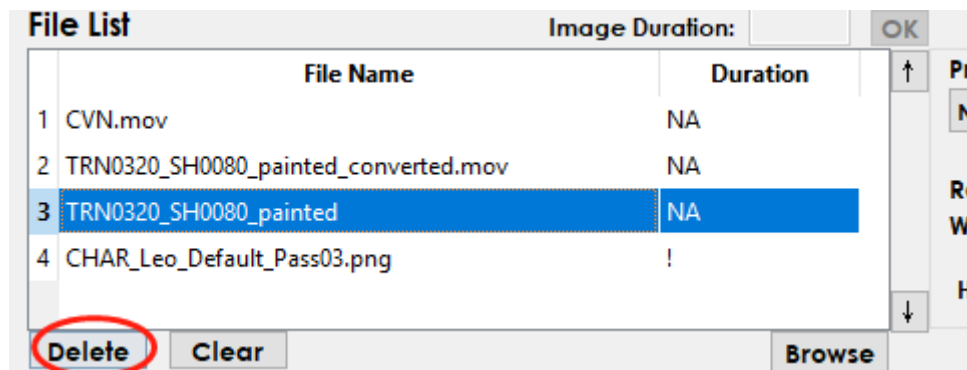 File List Image Duration: OK
File Name Duration ↑
1 CVN.mov NA
2 TRN0320_SH0080_painted_converted.mov NA
3 TRN0320_SH0080_painted NA
4 CHAR_Leo_Default_Pass03.png !
↓
Delete Clear Browse